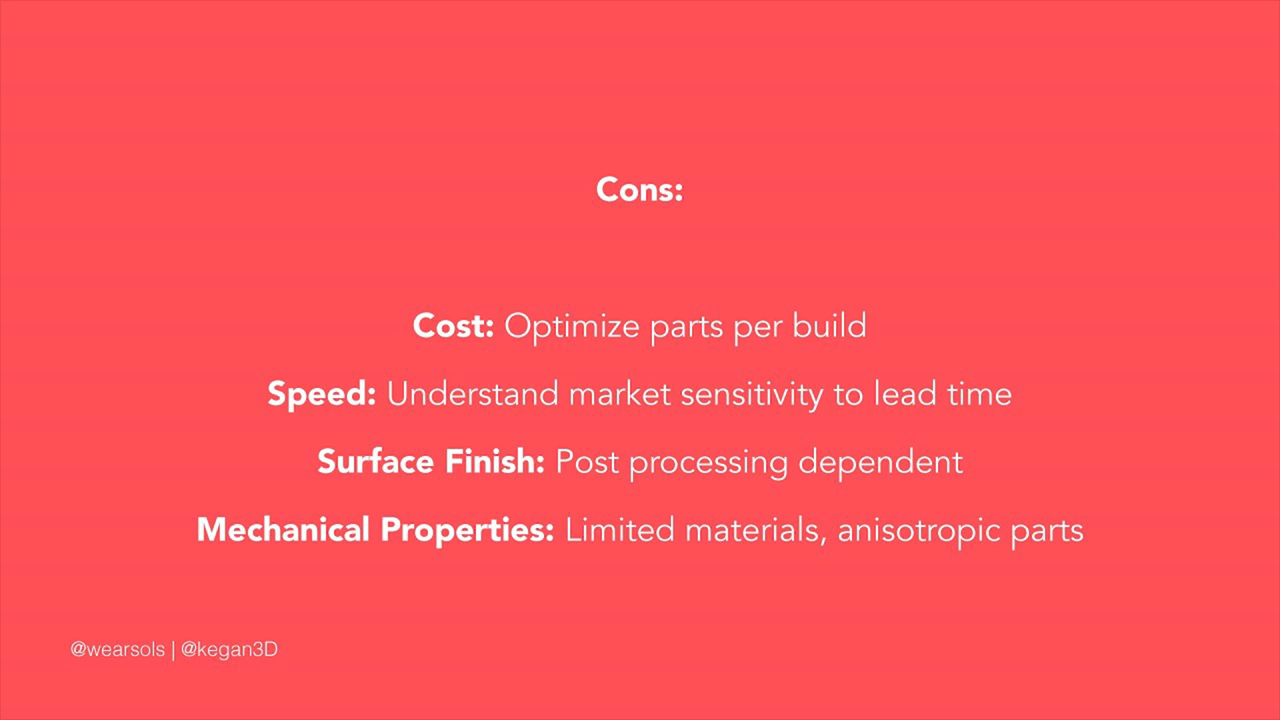 Cons:
Cost: Optimize parts per build
Speed: Understand market sensitivity to lead time
Surface Finish: Post processing dependent
Mechanical Properties: Limited materials, anisotropic parts
@wearsols | @kegan3D